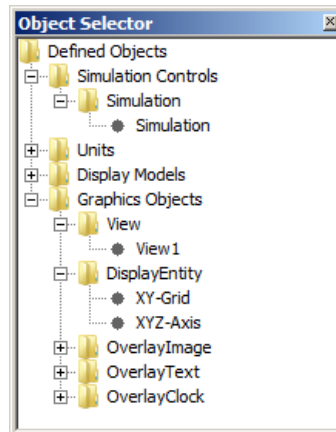 Object Selector
Defined Objects
Simulation Controls
Simulation
Simulation
Units
Display Models
Graphics Objects
View
View1
DisplayEntity
XY-Grid
XYZ-Axis
OverlayImage
OverlayText
OverlayClock